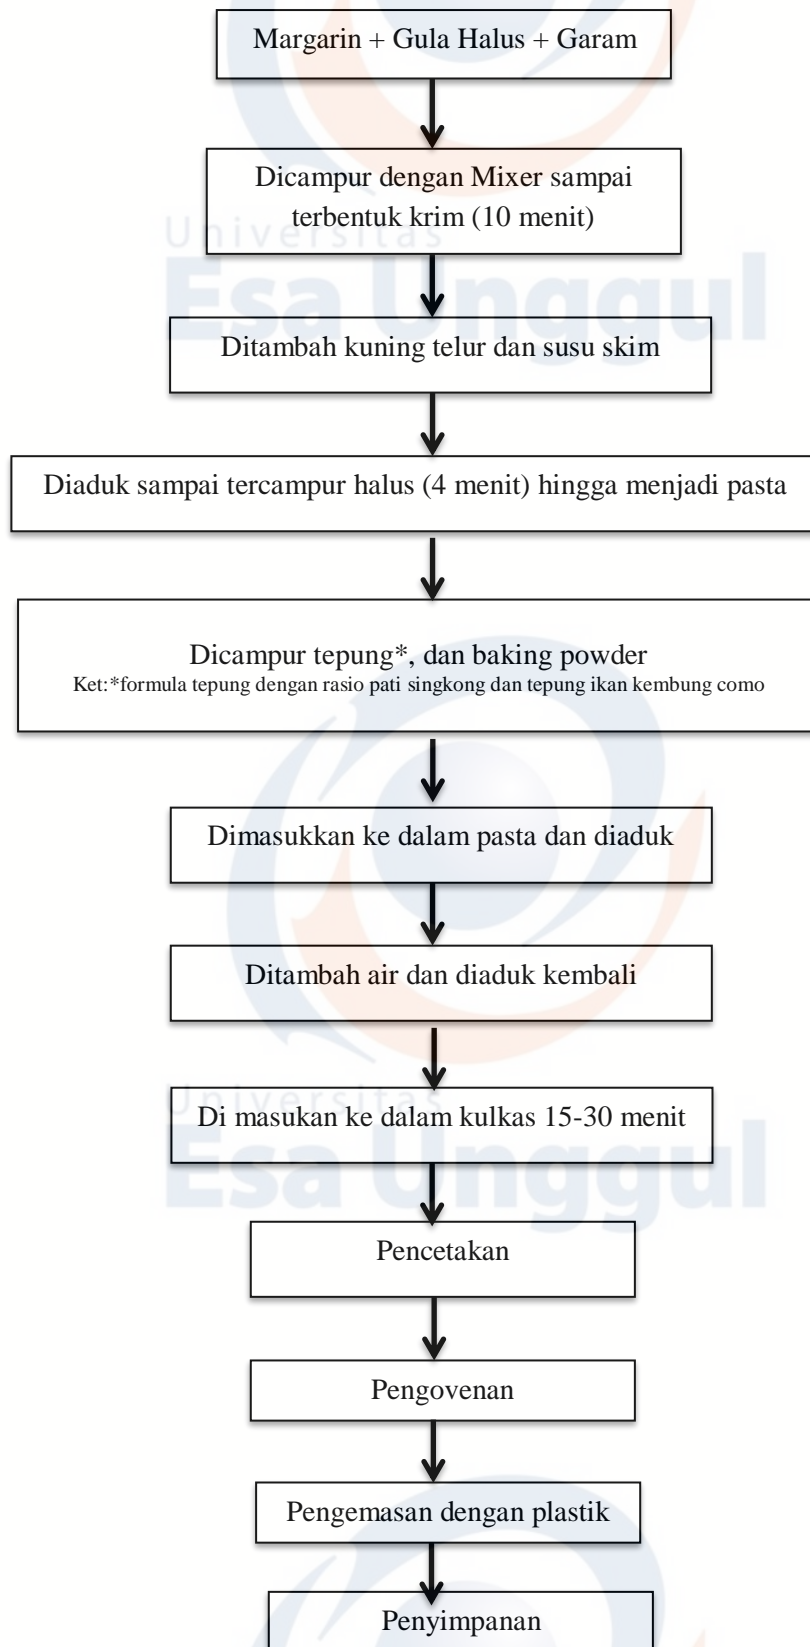 Margarin + Gula Halus + Garam
Dicampur dengan Mixer sampai
terbentuk krim (10 menit)
Universitas
Esa Unggul
Ditambah kuning telur dan susu skim
Diaduk sampai tercampur halus (4 menit) hingga menjadi pasta
Dicampur tepung*, dan baking powder
Ket:*formula tepung dengan rasio pati singkong dan tepung ikan kembung como
Dimasukkan ke dalam pasta dan diaduk
Ditambah air dan diaduk kembali
Universitas
Di masukan ke dalam kulkas 15-30 menit
Esa Unggul
Pencetakan
Pengovenan
Pengemasan dengan plastik
Penyimpanan